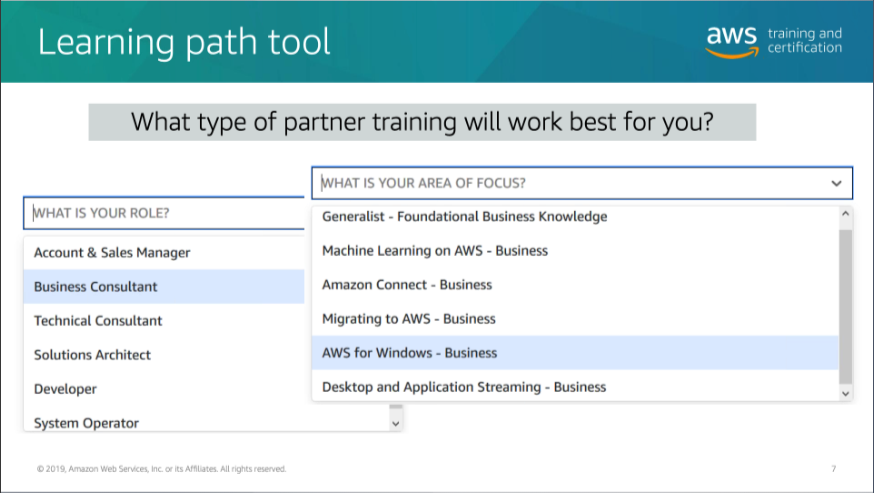 Learning path tool
aws training and
certification
What type of partner training will work best for you?
WHAT IS YOUR ROLE?
Account & Sales Manager
Business Consultant
Technical Consultant
Solutions Architect
Developer
System Operator
WHAT IS YOUR AREA OF FOCUS?
Generalist - Foundational Business Knowledge
Machine Learning on AWS - Business
Amazon Connect - Business
Migrating to AWS - Business
AWS for Windows - Business
Desktop and Application Streaming - Business
© 2019, Amazon Web Services, Inc. or its Affiliates. All rights reserved.
7